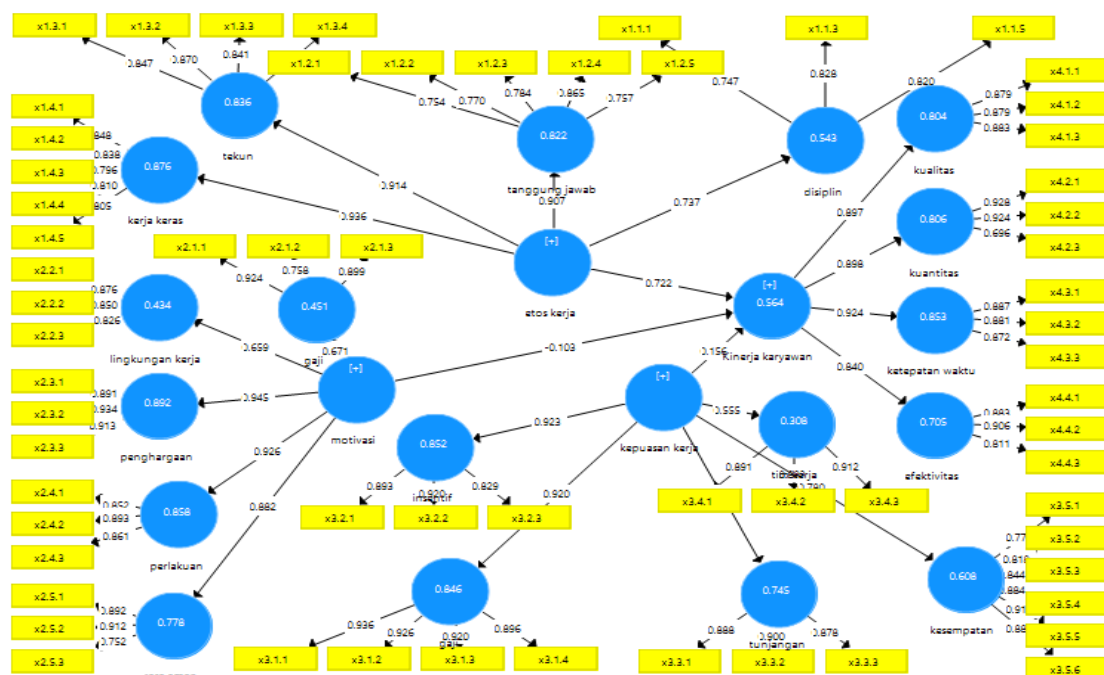 x1.3.1
x1.3.2
x1.3.3
x1.3.4
x1.1.1
x1.1.3
x1.1.5
0.847
0.870
0.841
x1.2.1
x1.2.2
x1.2.3
x1.2.4
x1.2.5
0.836
tekun
0.754
0.770
0.784
0.757
0.822
tanggung jawab
0.907
0.747
0.828
0.820
0.543
disiplin
0.804
kualitas
0.879
0.879
0.883
x4.1.1
x4.1.2
x4.1.3
x1.4.1
x1.4.2
x1.4.3
x1.4.4
x1.4.5
0.876
kerja keras
0.914
0.936
0.737
0.897
0.898
0.806
kuantitas
0.928
0.924
0.696
x4.2.1
x4.2.2
x4.2.3
x2.1.1
x2.1.2
x2.1.3
0.924
0.758
0.899
0.451
gaji
0.671
[+]
etos kerja
0.722
[+]
0.564
Kinerja karyawan
0.924
0.853
ketepatan waktu
0.887
0.881
0.872
x4.3.1
x4.3.2
x4.3.3
x2.2.1
x2.2.2
x2.2.3
0.876
0.850
0.826
0.434
lingkungan kerja
0.659
-0.103
0.156
0.840
x2.3.1
x2.3.2
x2.3.3
0.892
penghargaan
0.945
[+]
motivasi
[+]
kepuasan kerja
0.555
0.308
0.705
efektivitas
0.906
0.811
x4.4.1
x4.4.2
x4.4.3
0.926
0.882
0.923
0.852
insentif
0.893
0.920
0.829
x3.2.1
x3.2.2
x3.2.3
0.920
0.891
0.912
x3.4.1
x3.4.2
x3.4.3
x2.4.1
x2.4.2
x2.4.3
0.852
0.893
0.861
0.858
perlakuan
x2.5.1
x2.5.2
x2.5.3
0.892
0.912
0.752
0.778
0.846
gaji
0.936
0.926
0.920
0.896
x3.1.1
x3.1.2
x3.1.3
x3.1.4
0.745
tunjangan
0.888
0.900
0.878
x3.3.1
x3.3.2
x3.3.3
0.608
kesempatan
x3.5.1
x3.5.2
x3.5.3
x3.5.4
x3.5.5
x3.5.6